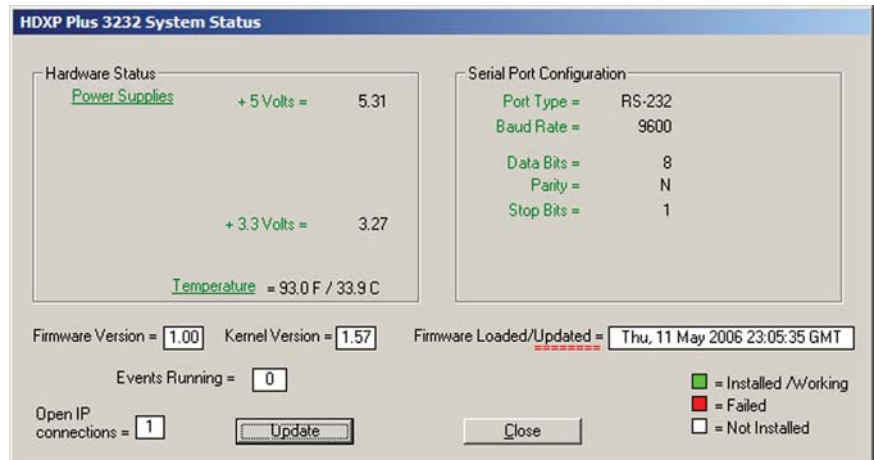 HDXP Plus 3232 System Status
Hardware Status
Power Supplies + 5 Volts = 5.31
+ 3.3 Volts = 3.27
Temperature = 93.0 F / 33.9 C
Serial Port Configuration
Port Type = RS-232
Baud Rate = 9600
Data Bits = 8
Parity = N
Stop Bits = 1
Firmware Version = 1.00 Kernel Version = 1.57 Firmware Loaded/Updated = Thu, 11 May 2006 23:05:35 GMT
Events Running = 0
Open IP
connections = 1
Update
Close
= Installed /Working
= Failed
= Not Installed